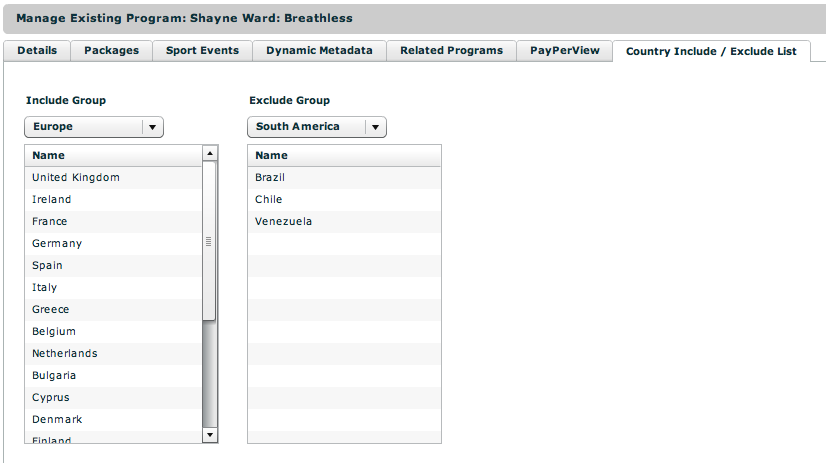 Manage Existing Program: Shayne Ward: Breathless
Details Packages Sport Events Dynamic Metadata Related Programs PayPerView Country Include / Exclude List
Include Group Exclude Group
Europe South America
Name Name
United Kingdom Brazil
Ireland Chile
France Venezuela
Germany
Spain
Italy
Greece
Belgium
Netherlands
Bulgaria
Cyprus
Denmark
Finland